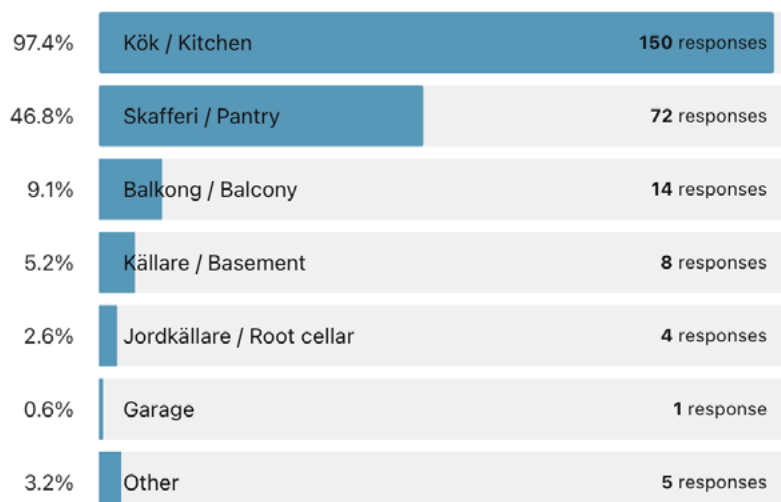 97.4% Kök / Kitchen 150 responses
46.8% Skafferi / Pantry 72 responses
9.1% Balkong / Balcony 14 responses
5.2% Källare / Basement 8 responses
2.6% Jordkällare / Root cellar 4 responses
0.6% Garage 1 response
3.2% Other 5 responses